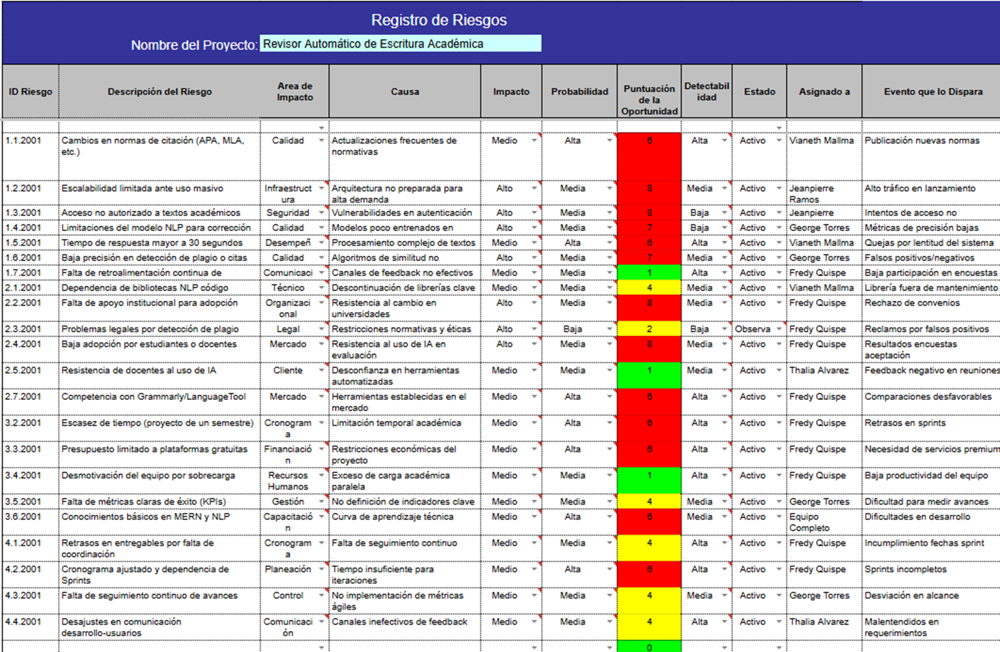 Registro de Riesgos
Nombre del Proyecto: Revisor Automático de Escritura Académica
ID Riesgo Descripción del Riesgo Area de Impacto Causa Impacto Probabilidad Puntuación de la Oportunidad Detectabilidad Estado Asignado a Evento que lo Dispara
1.1.2001 Cambios en normas de citación (APA, MLA, etc.) Calidad Actualizaciones frecuentes de normativas Medio Alta 6 Alta Activo Vianeth Mallma Publicación nuevas normas
1.2.2001 Escalabilidad limitada ante uso masivo Infraestructura Arquitectura no preparada para alta demanda Alto Media 8 Media Activo Jeanpierre Ramos Alto tráfico en lanzamiento
1.3.2001 Acceso no autorizado a textos académicos Seguridad Vulnerabilidades en autenticación Alto Media 8 Baja Activo Jeanpierre Intentos de acceso no
1.4.2001 Limitaciones del modelo NLP para corrección Calidad Modelos poco entrenados en Alto Media 7 Baja Activo George Torres Métricas de precisión bajas
1.5.2001 Tiempo de respuesta mayor a 30 segundos Desempeñ Procesamiento complejo de textos Medio Alta 6 Alta Activo Vianeth Mallma Quejas por lentitud del sistema
1.6.2001 Baja precisión en detección de plagio o citas Calidad Algoritmos de similitud no Alto Media 7 Media Activo George Torres Falsos positivos/negativos
1.7.2001 Falta de retroalimentación continua de Comunicaci Canales de feedback no efectivos Medio Media 1 Alta Activo Fredy Quispe Baja participación en encuestas
2.1.2001 Dependencia de bibliotecas NLP código Técnico Descontinuación de librerías clave Medio Media 4 Media Activo Vianeth Mallma Librería fuera de mantenimiento
2.2.2001 Falta de apoyo institucional para adopción Organizacional Resistencia al cambio en universidades Alto Media 8 Media Activo Fredy Quispe Rechazo de convenios
2.3.2001 Problemas legales por detección de plagio Legal Restricciones normativas y éticas Alto Baja 2 Baja Observa Fredy Quispe Reclamos por falsos positivos
2.4.2001 Baja adopción por estudiantes o docentes Mercado Resistencia al uso de IA en evaluación Alto Media 8 Media Activo Fredy Quispe Resultados encuestas aceptación
2.5.2001 Resistencia de docentes al uso de IA Cliente Desconfianza en herramientas automatizadas Medio Media 1 Media Activo Thalia Alvarez Feedback negativo en reuniones
2.7.2001 Competencia con Grammarly/LanguageTool Mercado Herramientas establecidas en el mercado Medio Alta 6 Alta Activo Fredy Quispe Comparaciones desfavorables
3.2.2001 Escasez de tiempo (proyecto de un semestre) Cronograma Limitación temporal académica Medio Alta 6 Alta Activo Fredy Quispe Retrasos en sprints
3.3.2001 Presupuesto limitado a plataformas gratuitas Financiación Restricciones económicas del proyecto Medio Alta 6 Alta Activo Fredy Quispe Necesidad de servicios premium
3.4.2001 Desmotivación del equipo por sobrecarga Recursos Humanos Exceso de carga académica paralela Medio Media 1 Alta Activo Fredy Quispe Baja productividad del equipo
3.5.2001 Falta de métricas claras de éxito (KPIs) Gestión No definición de indicadores clave Medio Media 4 Media Activo George Torres Dificultad para medir avances
3.6.2001 Conocimientos básicos en MERN y NLP Capacitación Curva de aprendizaje técnica Medio Alta 6 Media Activo Equipo Completo Dificultades en desarrollo
4.1.2001 Retrasos en entregables por falta de coordinación Cronograma Falta de seguimiento continuo Medio Media 4 Alta Activo Fredy Quispe Incumplimiento fechas sprint
4.2.2001 Cronograma ajustado y dependencia de Sprints Planeación Tiempo insuficiente para iteraciones Medio Alta 6 Alta Activo Fredy Quispe Sprints incompletos
4.3.2001 Falta de seguimiento continuo de avances Control No implementación de métricas ágiles Medio Media 4 Media Activo George Torres Desviación en alcance
4.4.2001 Desajustes en comunicación desarrollo-usuarios Comunicación Canales inefectivos de feedback Medio Media 4 Alta Activo Thalia Alvarez Malentendidos en requerimientos
0